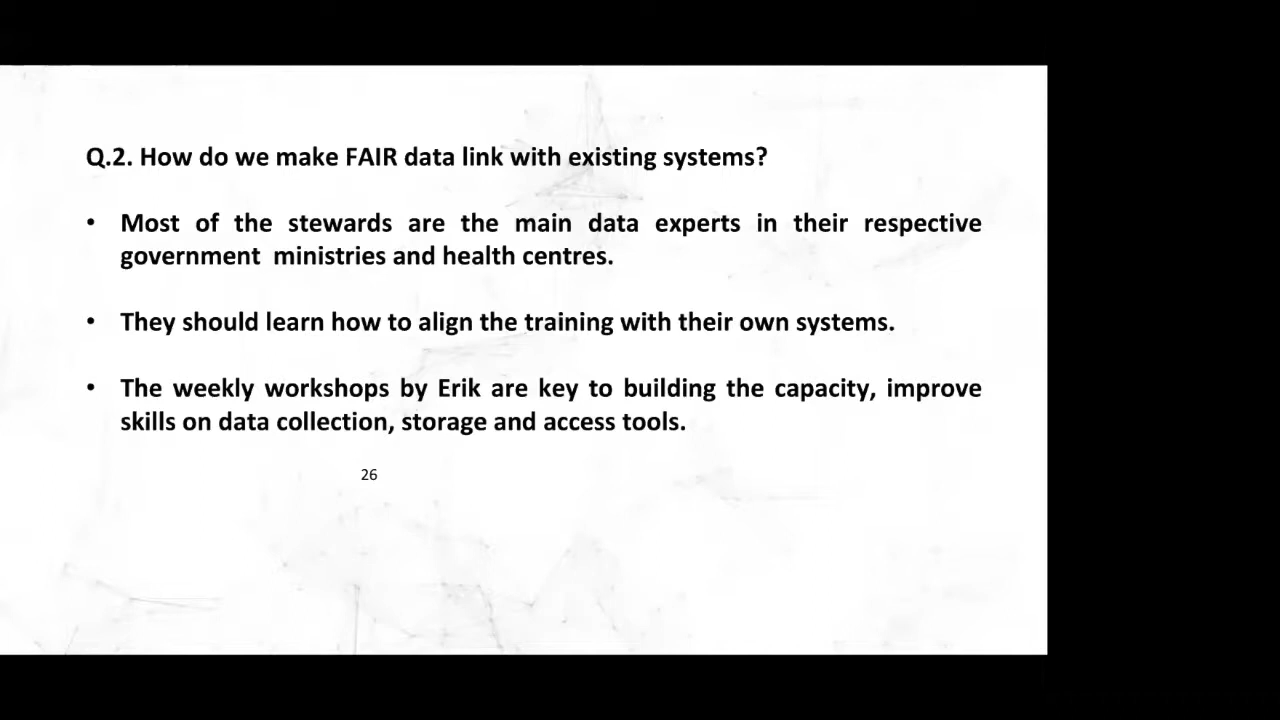 Q.2. How do we make FAIR data link with existing systems?
• Most of the stewards are the main data experts in their respective
government ministries and health centres.
• They should learn how to align the training with their own systems.
• The weekly workshops by Erik are key to building the capacity, improve
skills on data collection, storage and access tools.
26